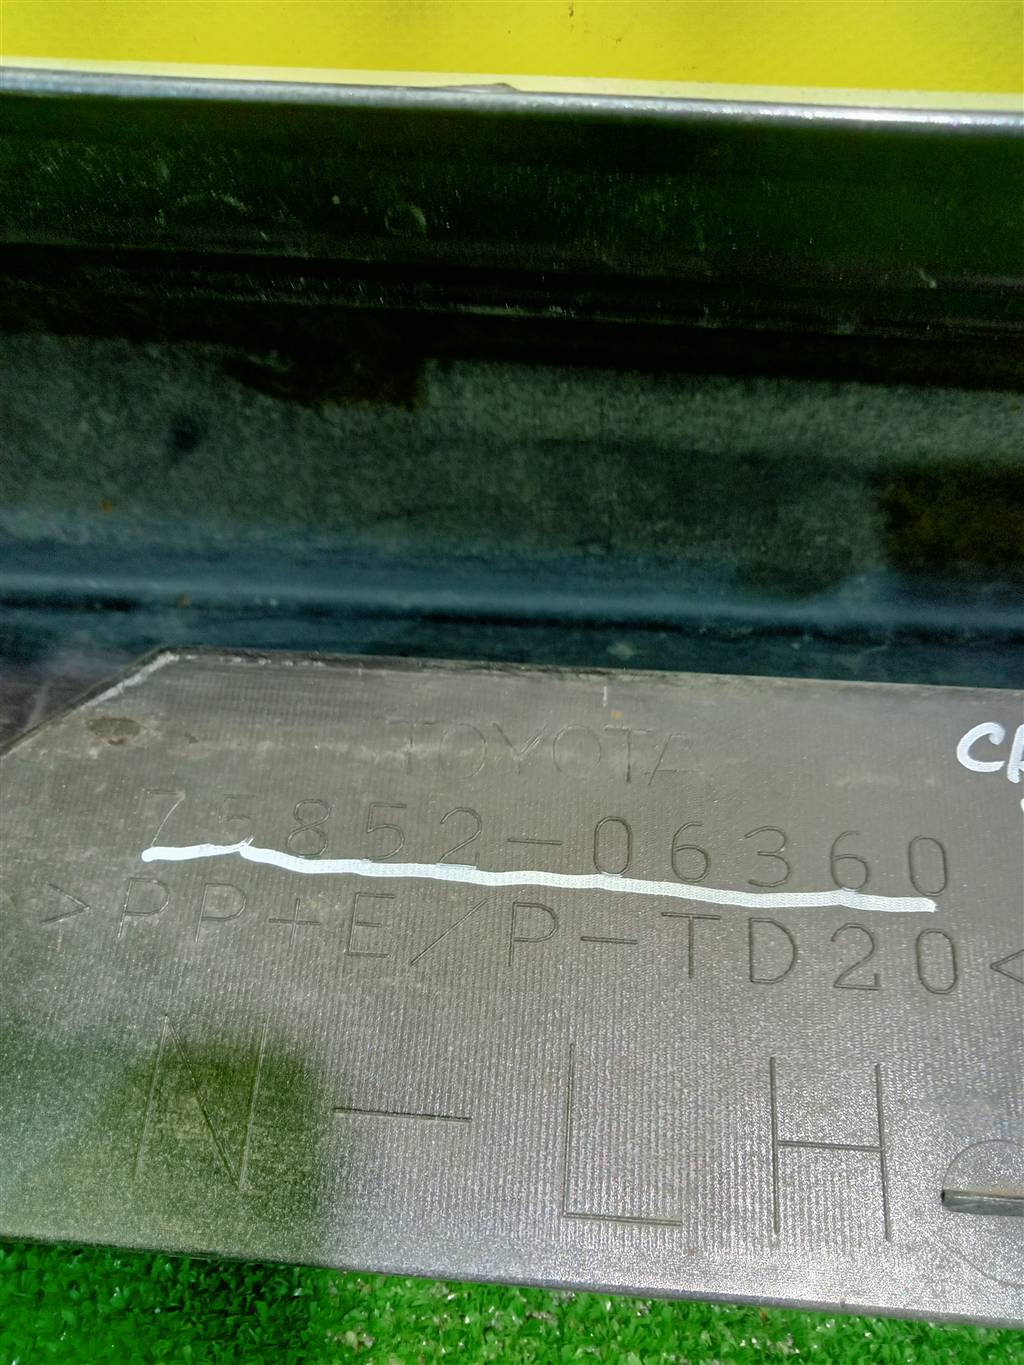 TOYOTA
75852-06360
>PP+E/P-TD20<
N-LH